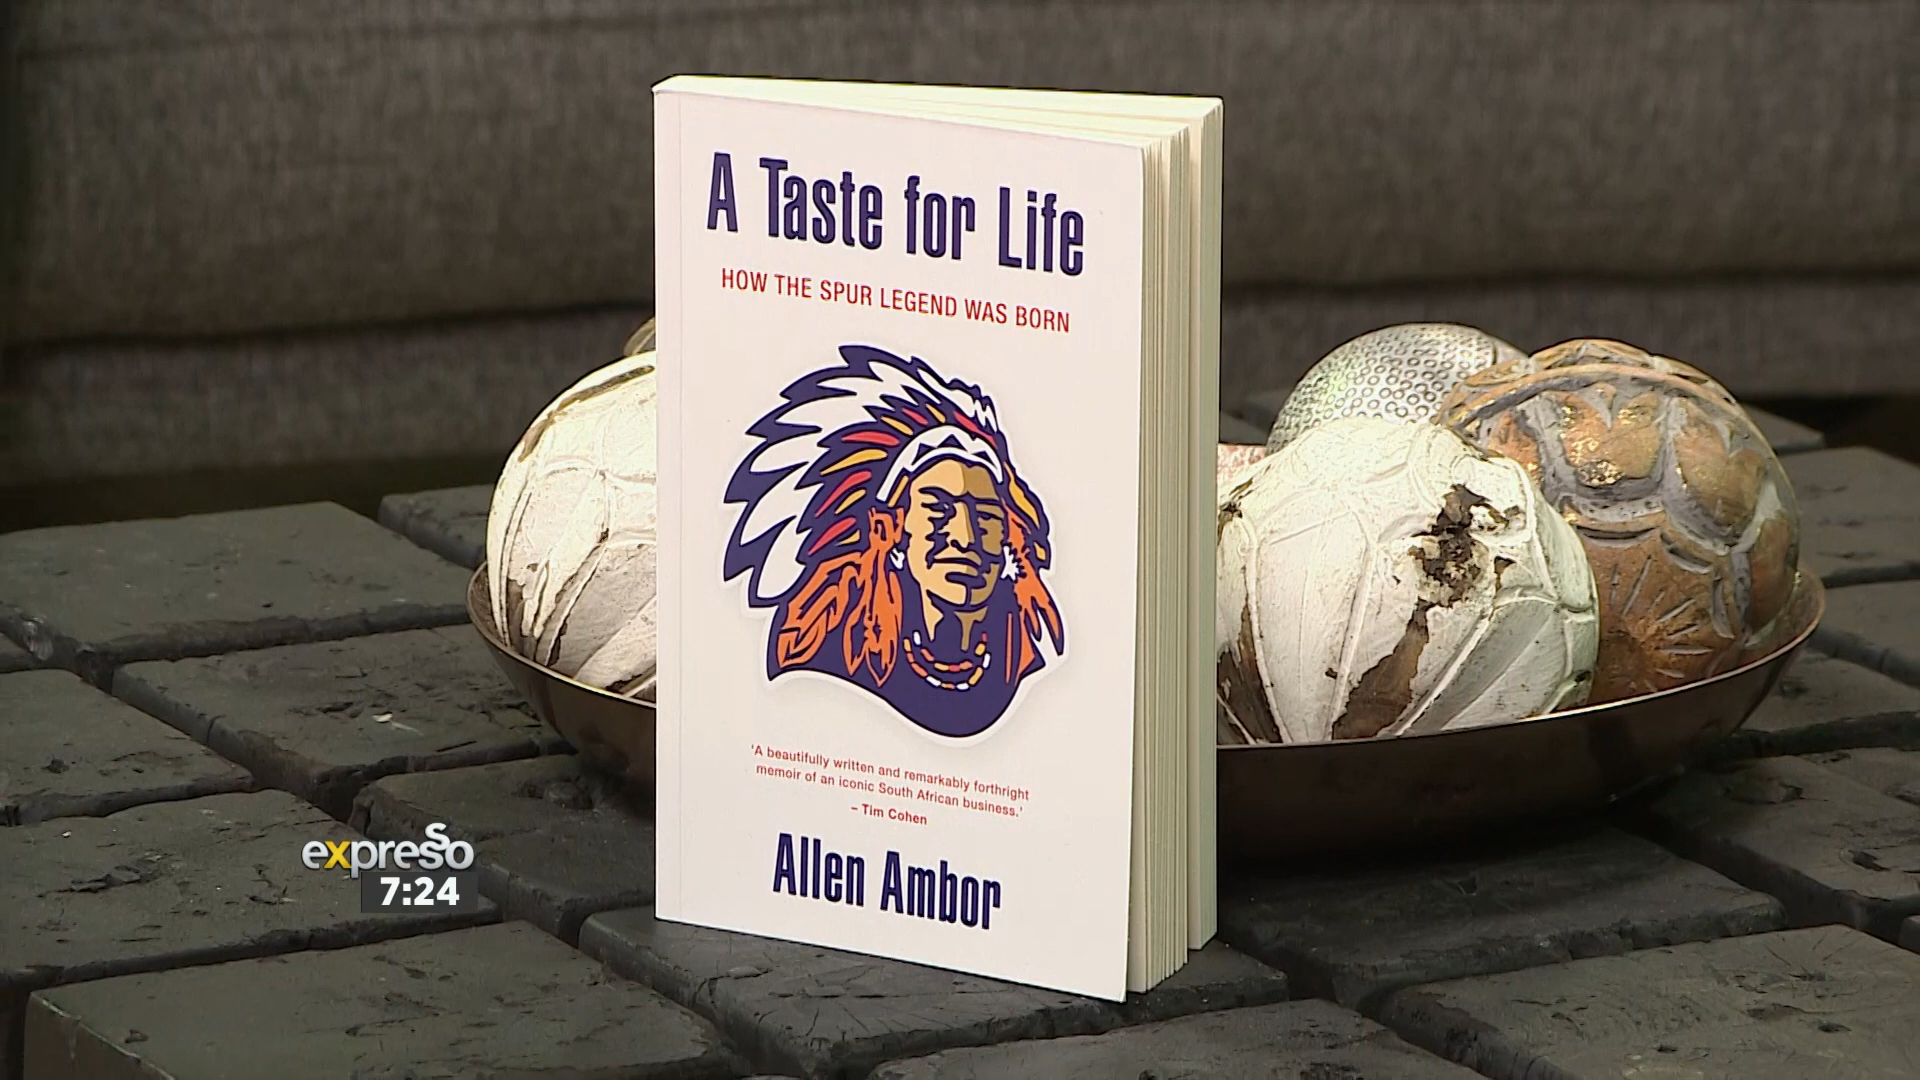 A Taste for Life
HOW THE SPUR LEGEND WAS BORN
'A beautifully written and remarkably forthright
memoir of an iconic South African business.'
– Tim Cohen
Allen Ambor
expresso
7:24